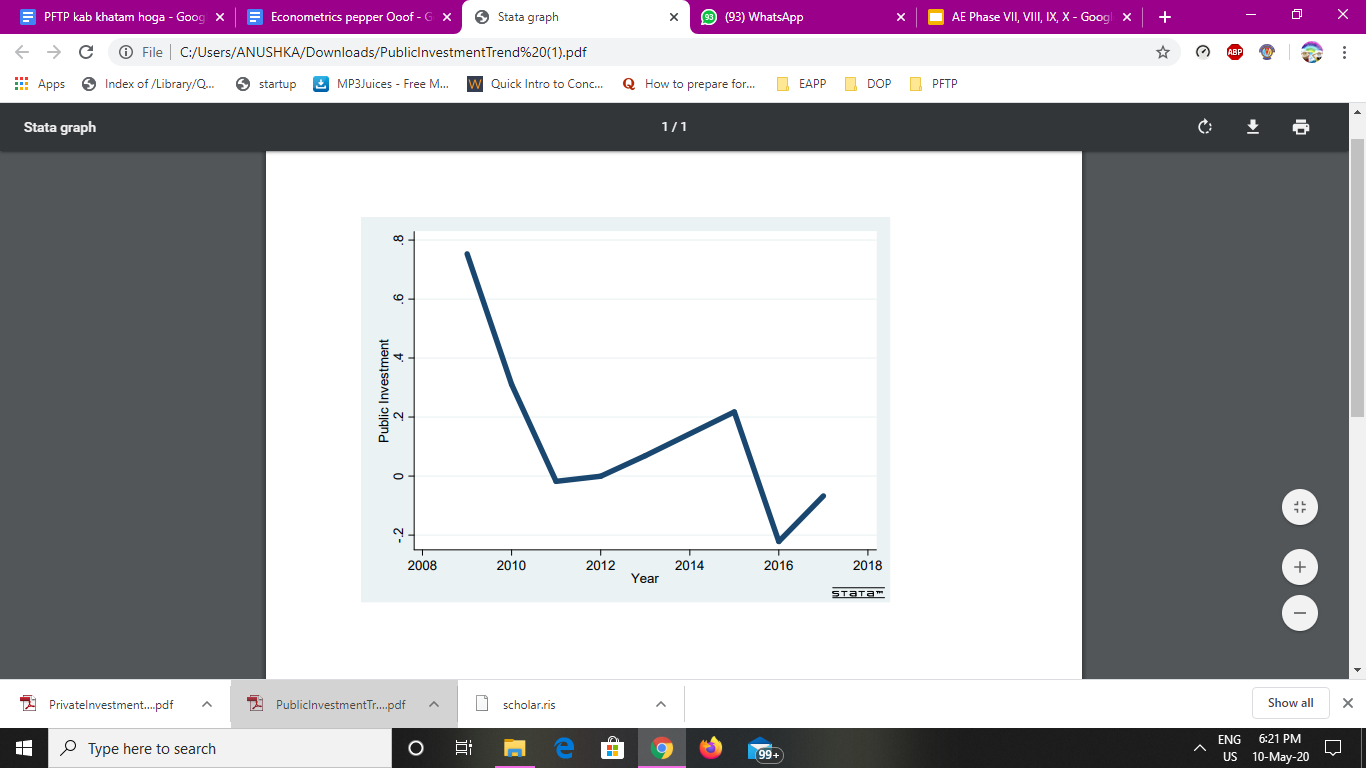 PFTP kab khatam hoga - Goog
Econometrics pepper Ooof - G
Stata graph
(93) WhatsApp
AE Phase VII, VIII, IX, X - Googl
File
C:/Users/ANUSHKA/Downloads/PublicInvestmentTrend%20(1).pdf
ABP
Apps
Index of /Library/Q...
startup
MP3Juices - Free M...
Quick Intro to Conc...
How to prepare for...
EAPP
DOP
PFTP
Stata graph
1 / 1
Public Investment
.8
.6
.4
.2
0
-.2
2008
2010
2012
2014
2016
2018
Year
STATA™
PrivateInvestment....pdf
PublicInvestmentTr....pdf
scholar.ris
Show all
Type here to search
99+
ENG
US
6:21 PM
10-May-20